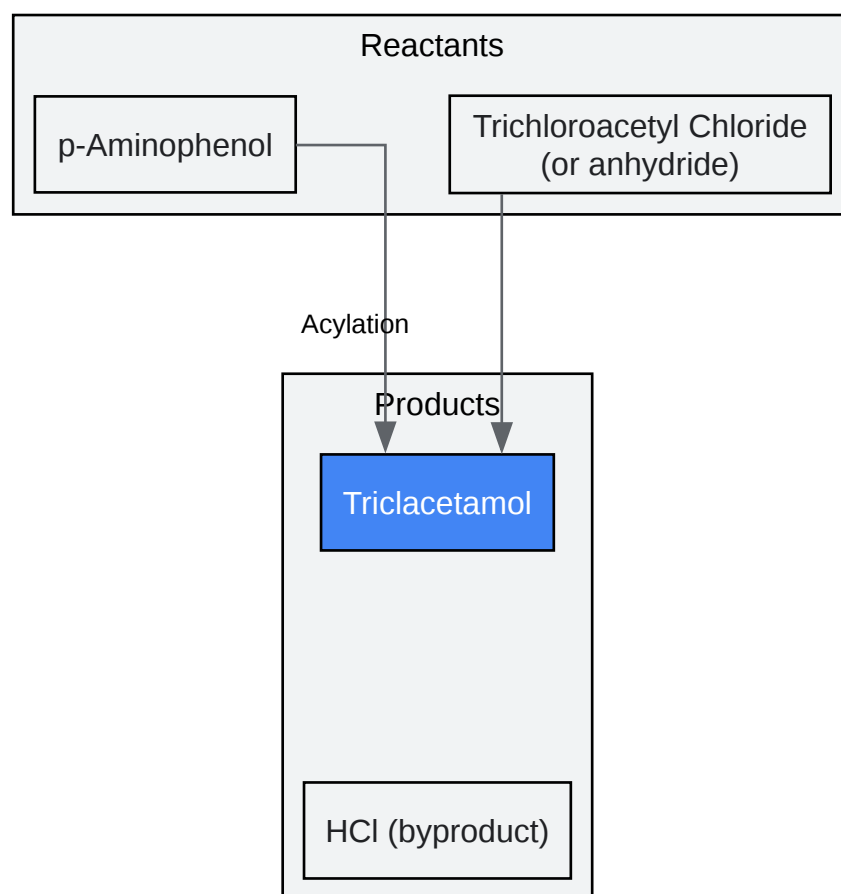 Reactants
p-Aminophenol
Trichloroacetyl Chloride
(or anhydride)
Acylation
Products
Triclacetamol
HCl (byproduct)